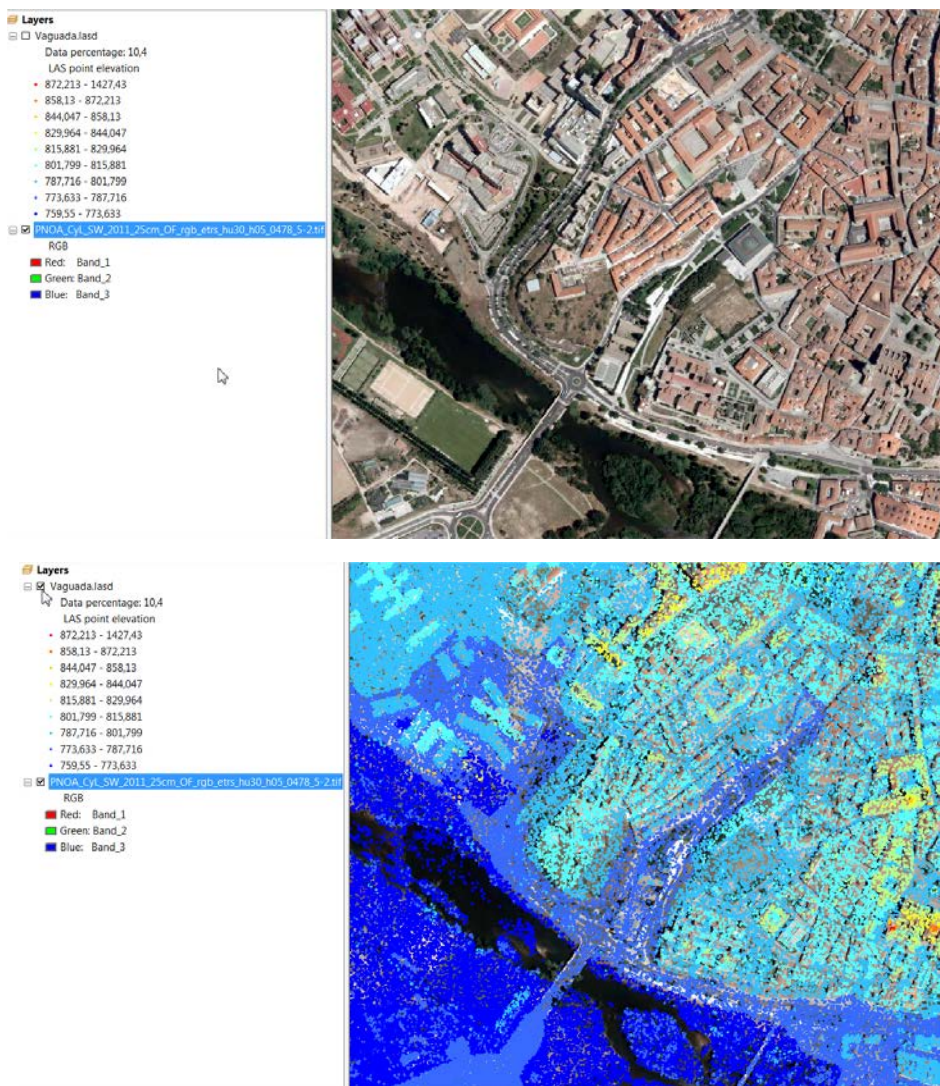 Layers
Vaguada.lasd
Data percentage: 10,4
LAS point elevation
872,213 - 1427,43
858,13 - 872,213
844,047 - 858,13
829,964 - 844,047
815,881 - 829,964
801,799 - 815,881
787,716 - 801,799
773,633 - 787,716
759,55 - 773,633
PNOA_CyL_SW_2011_25cm_OF_rgb_etrs_hu30_h05_0478_5-2.tif
RGB
Red: Band_1
Green: Band_2
Blue: Band_3
Layers
Vaguada.lasd
Data percentage: 10,4
LAS point elevation
872,213 - 1427,43
858,13 - 872,213
844,047 - 858,13
829,964 - 844,047
815,881 - 829,964
801,799 - 815,881
787,716 - 801,799
773,633 - 787,716
759,55 - 773,633
PNOA_CyL_SW_2011_25cm_OF_rgb_etrs_hu30_h05_0478_5-2.tif
RGB
Red: Band_1
Green: Band_2
Blue: Band_3